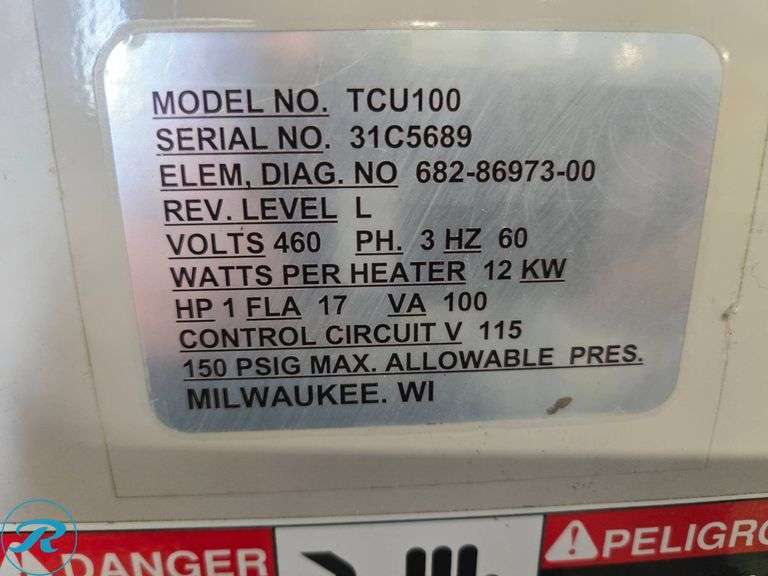 MODEL NO. TCU100
SERIAL NO. 31C5689
ELEM, DIAG. NO 682-86973-00
REV. LEVEL L
VOLTS 460 PH. 3 HZ 60
WATTS PER HEATER 12 KW
HP 1 FLA 17 VA 100
CONTROL CIRCUIT V 115
150 PSIG MAX. ALLOWABLE PRES.
MILWAUKEE. WI
DANGER
PELIGRO
R